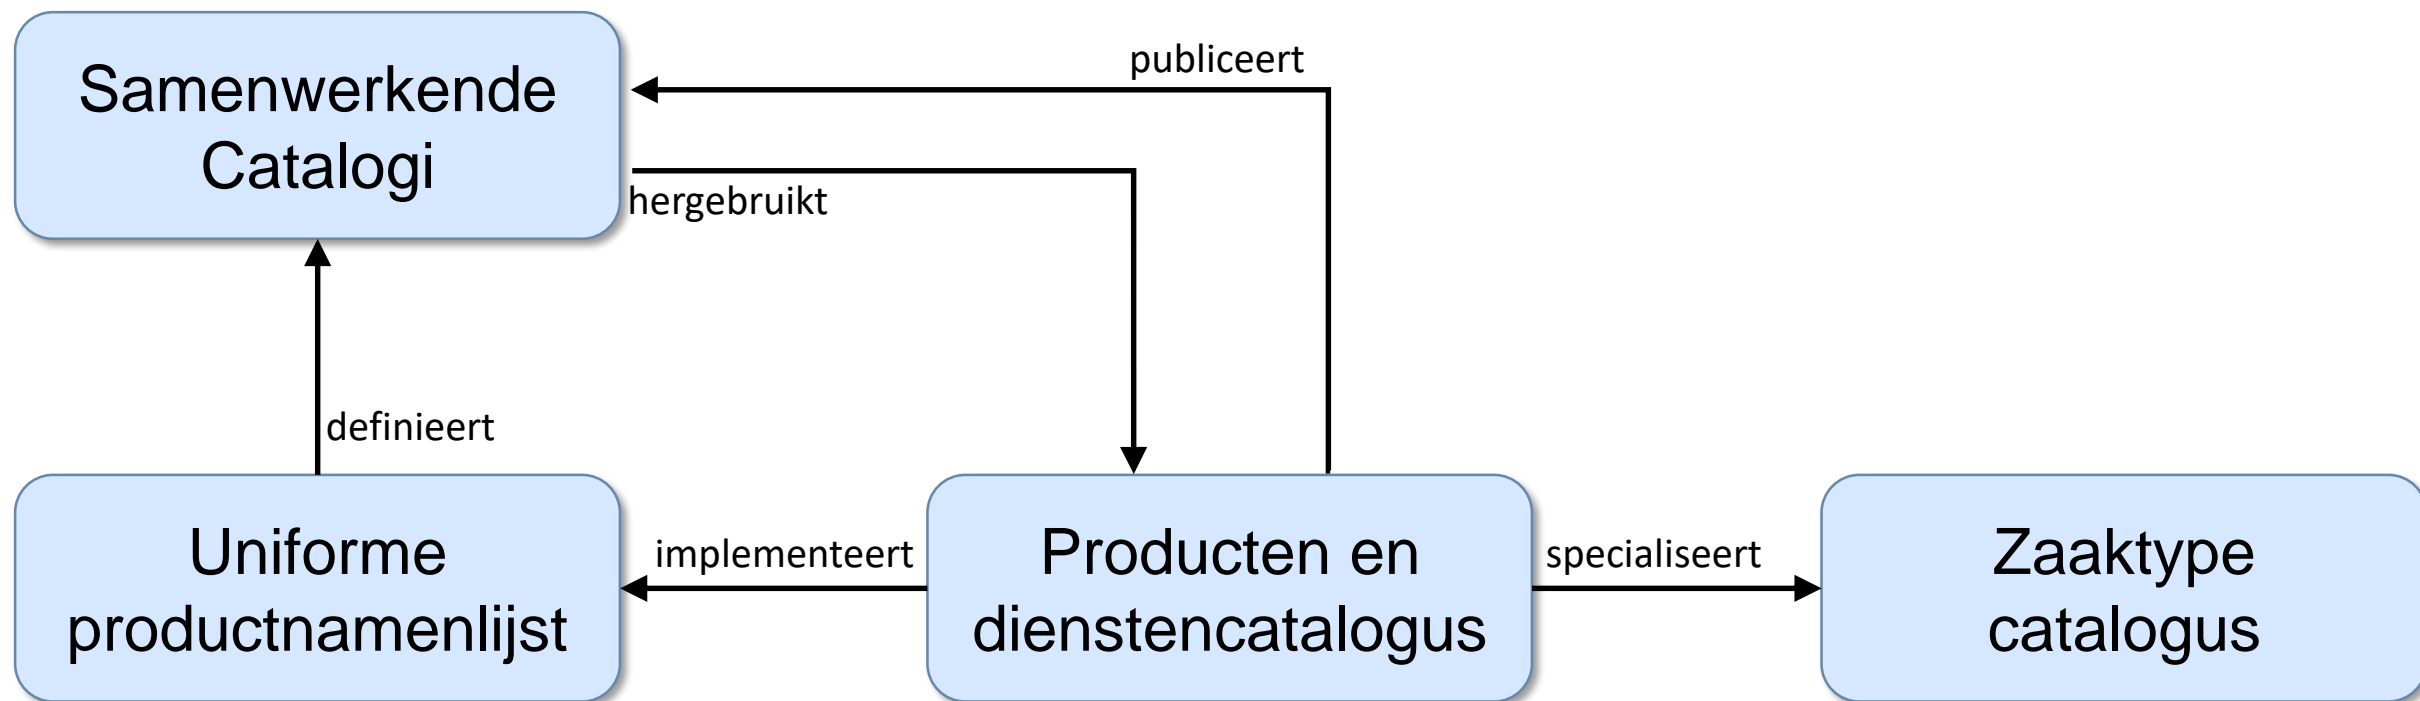 Samenwerkende
Catalogi
publiceert
hergebruikt
definieert
Uniforme
productnamenlijst
implementeert
Producten en
dienstencatalogus
specialiseert
Zaaktype
catalogus